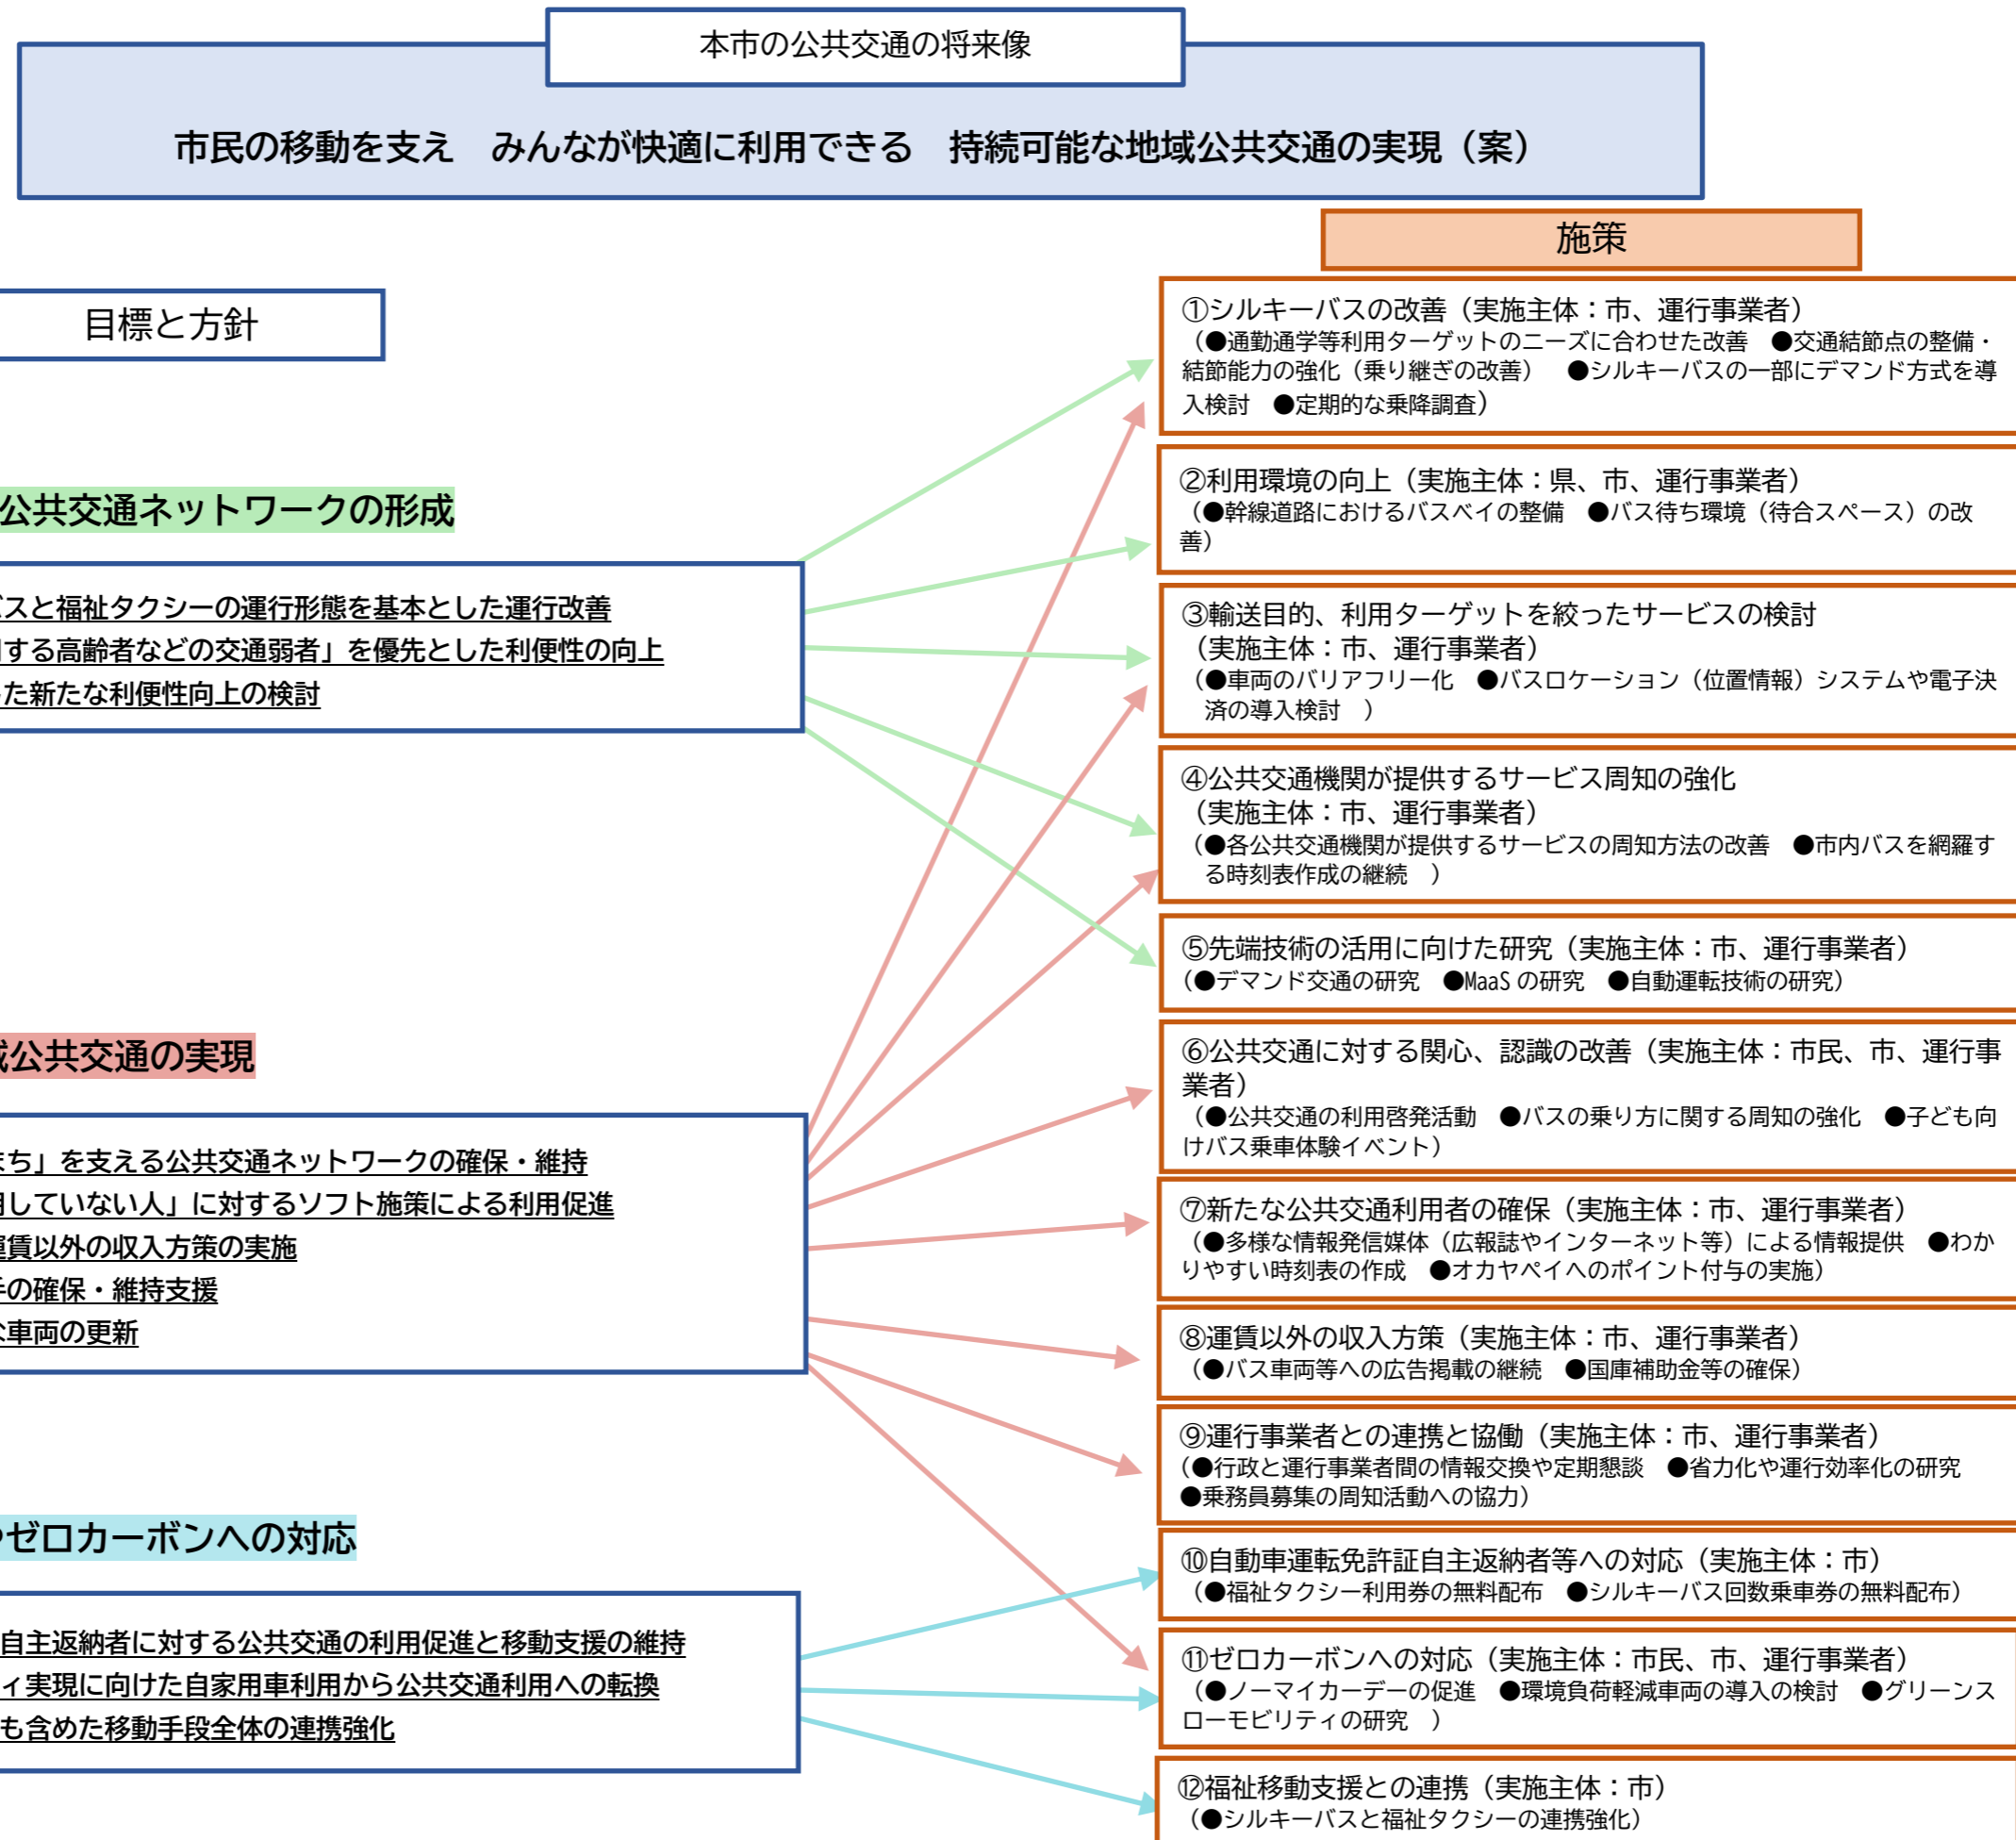 本市の公共交通の将来像
市民の移動を支え　みんなが快適に利用できる　持続可能な地域公共交通の実現（案）
目標と方針
公共交通ネットワークの形成
バスと福祉タクシーの運行形態を基本とした運行改善
する高齢者などの交通弱者」を優先とした利便性の向上
た新たな利便性向上の検討
公共交通の実現
まち」を支える公共交通ネットワークの確保・維持
用していない人」に対するソフト施策による利用促進
運賃以外の収入方策の実施
手の確保・維持支援
な車両の更新
ゼロカーボンへの対応
自主返納者に対する公共交通の利用促進と移動支援の維持
ィ実現に向けた自家用車利用から公共交通利用への転換
も含めた移動手段全体の連携強化
施策
①シルキーバスの改善（実施主体：市、運行事業者）
（●通勤通学等利用ターゲットのニーズに合わせた改善　●交通結節点の整備・
結節能力の強化（乗り継ぎの改善）　●シルキーバスの一部にデマンド方式を導
入検討　●定期的な乗降調査）
②利用環境の向上（実施主体：県、市、運行事業者）
（●幹線道路におけるバスベイの整備　●バス待ち環境（待合スペース）の改
善）
③輸送目的、利用ターゲットを絞ったサービスの検討
（実施主体：市、運行事業者）
（●車両のバリアフリー化　●バスロケーション（位置情報）システムや電子決
済の導入検討　）
④公共交通機関が提供するサービス周知の強化
（実施主体：市、運行事業者）
（●各公共交通機関が提供するサービスの周知方法の改善　●市内バスを網羅す
る時刻表作成の継続　）
⑤先端技術の活用に向けた研究（実施主体：市、運行事業者）
（●デマンド交通の研究　●MaaS の研究　●自動運転技術の研究）
⑥公共交通に対する関心、認識の改善（実施主体：市民、市、運行事
業者）
（●公共交通の利用啓発活動　●バスの乗り方に関する周知の強化　●子ども向
けバス乗車体験イベント）
⑦新たな公共交通利用者の確保（実施主体：市、運行事業者）
（●多様な情報発信媒体（広報誌やインターネット等）による情報提供　●わか
りやすい時刻表の作成　●オカヤペイへのポイント付与の実施）
⑧運賃以外の収入方策（実施主体：市、運行事業者）
（●バス車両等への広告掲載の継続　●国庫補助金等の確保）
⑨運行事業者との連携と協働（実施主体：市、運行事業者）
（●行政と運行事業者間の情報交換や定期懇談　●省力化や運行効率化の研究
●乗務員募集の周知活動への協力）
⑩自動車運転免許証自主返納者等への対応（実施主体：市）
（●福祉タクシー利用券の無料配布　●シルキーバス回数乗車券の無料配布）
⑪ゼロカーボンへの対応（実施主体：市民、市、運行事業者）
（●ノーマイカーデーの促進　●環境負荷軽減車両の導入の検討　●グリーンス
ローモビリティの研究　）
⑫福祉移動支援との連携（実施主体：市）
（●シルキーバスと福祉タクシーの連携強化）